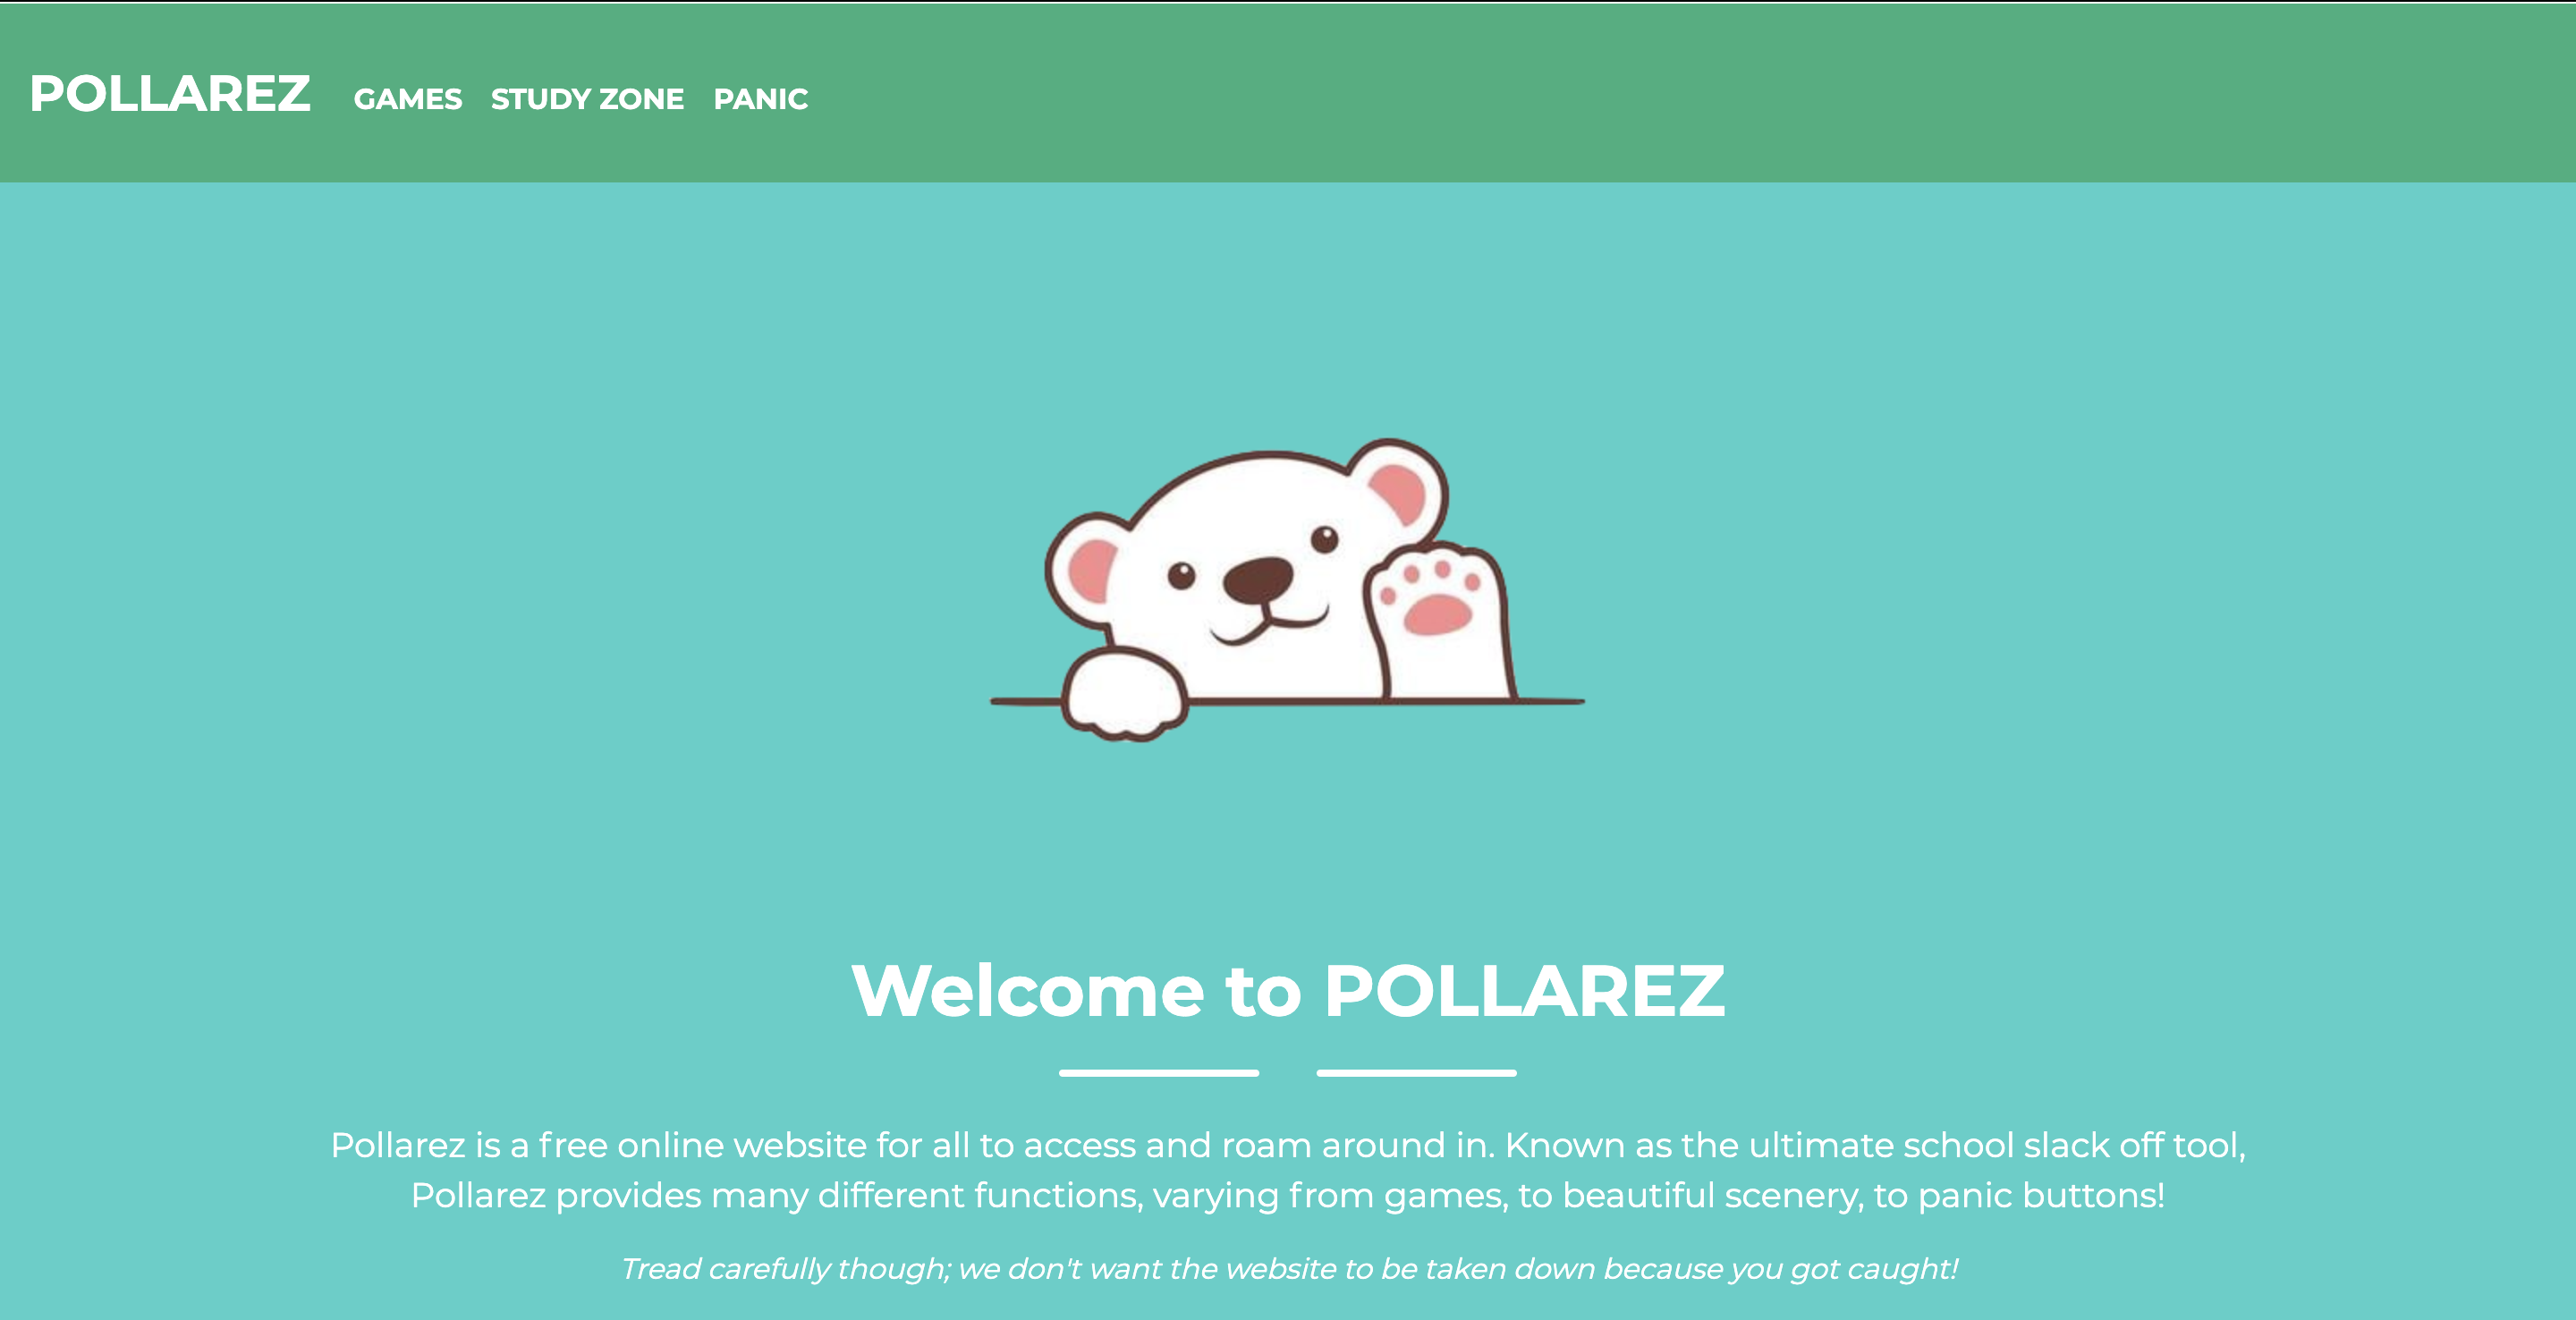 POLLAREZ GAMES STUDY ZONE PANIC
Welcome to POLLAREZ
Pollarez is a free online website for all to access and roam around in. Known as the ultimate school slack off tool,
Pollarez provides many different functions, varying from games, to beautiful scenery, to panic buttons!
Tread carefully though; we don't want the website to be taken down because you got caught!